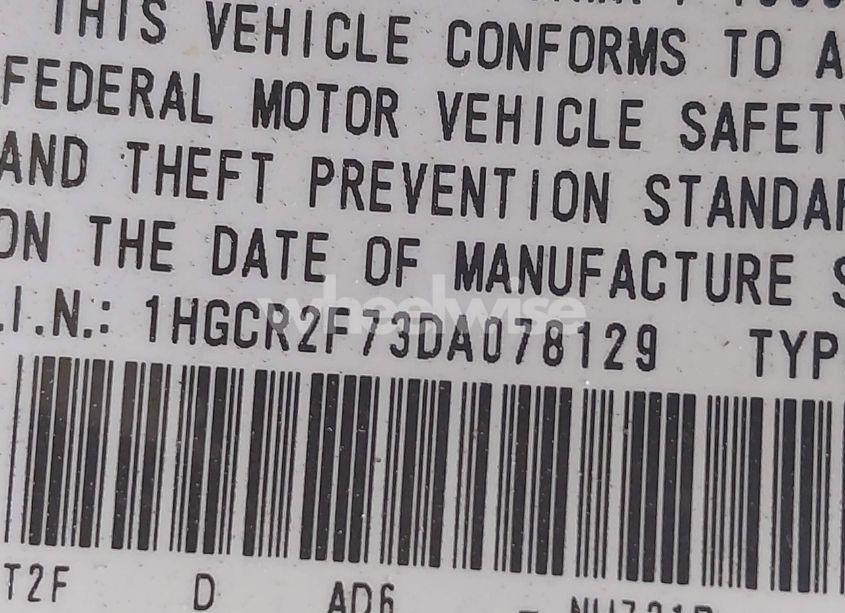 THIS VEHICLE CONFORMS TO A
FEDERAL MOTOR VEHICLE SAFETY
AND THEFT PREVENTION STANDAR
ON THE DATE OF MANUFACTURE S
.I.N.: 1HGCR2F73DA078129 TYP
wheelwise
T2F D AD6